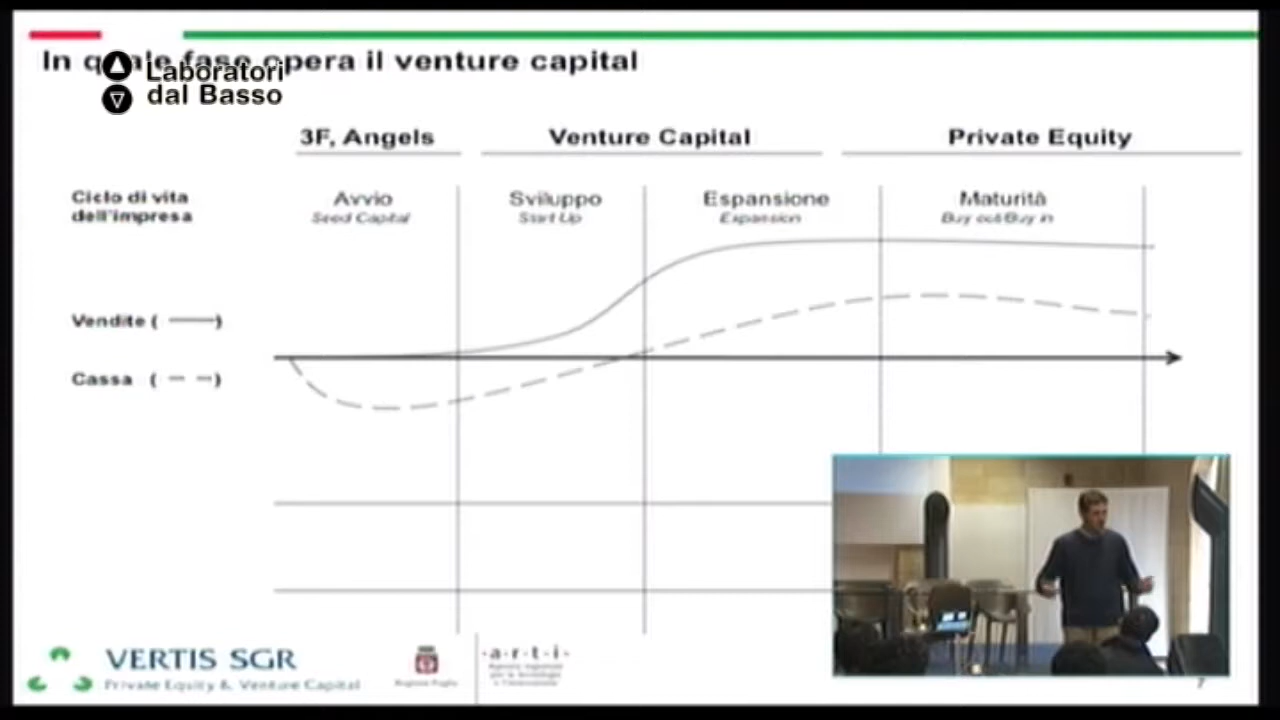 In quale fase opera il venture capital
Laboratori
dal Basso
3F, Angels
Venture Capital
Private Equity
Ciclo di vita
dell'impresa
Avvio
Seed Capital
Sviluppo
Start Up
Espansione
Expansion
Maturità
Buy out/Buy in
Vendite ( )
Cassa ( )
VERTIS SGR
Private Equity & Venture Capital
Regione Puglia
a·r·t·i
7